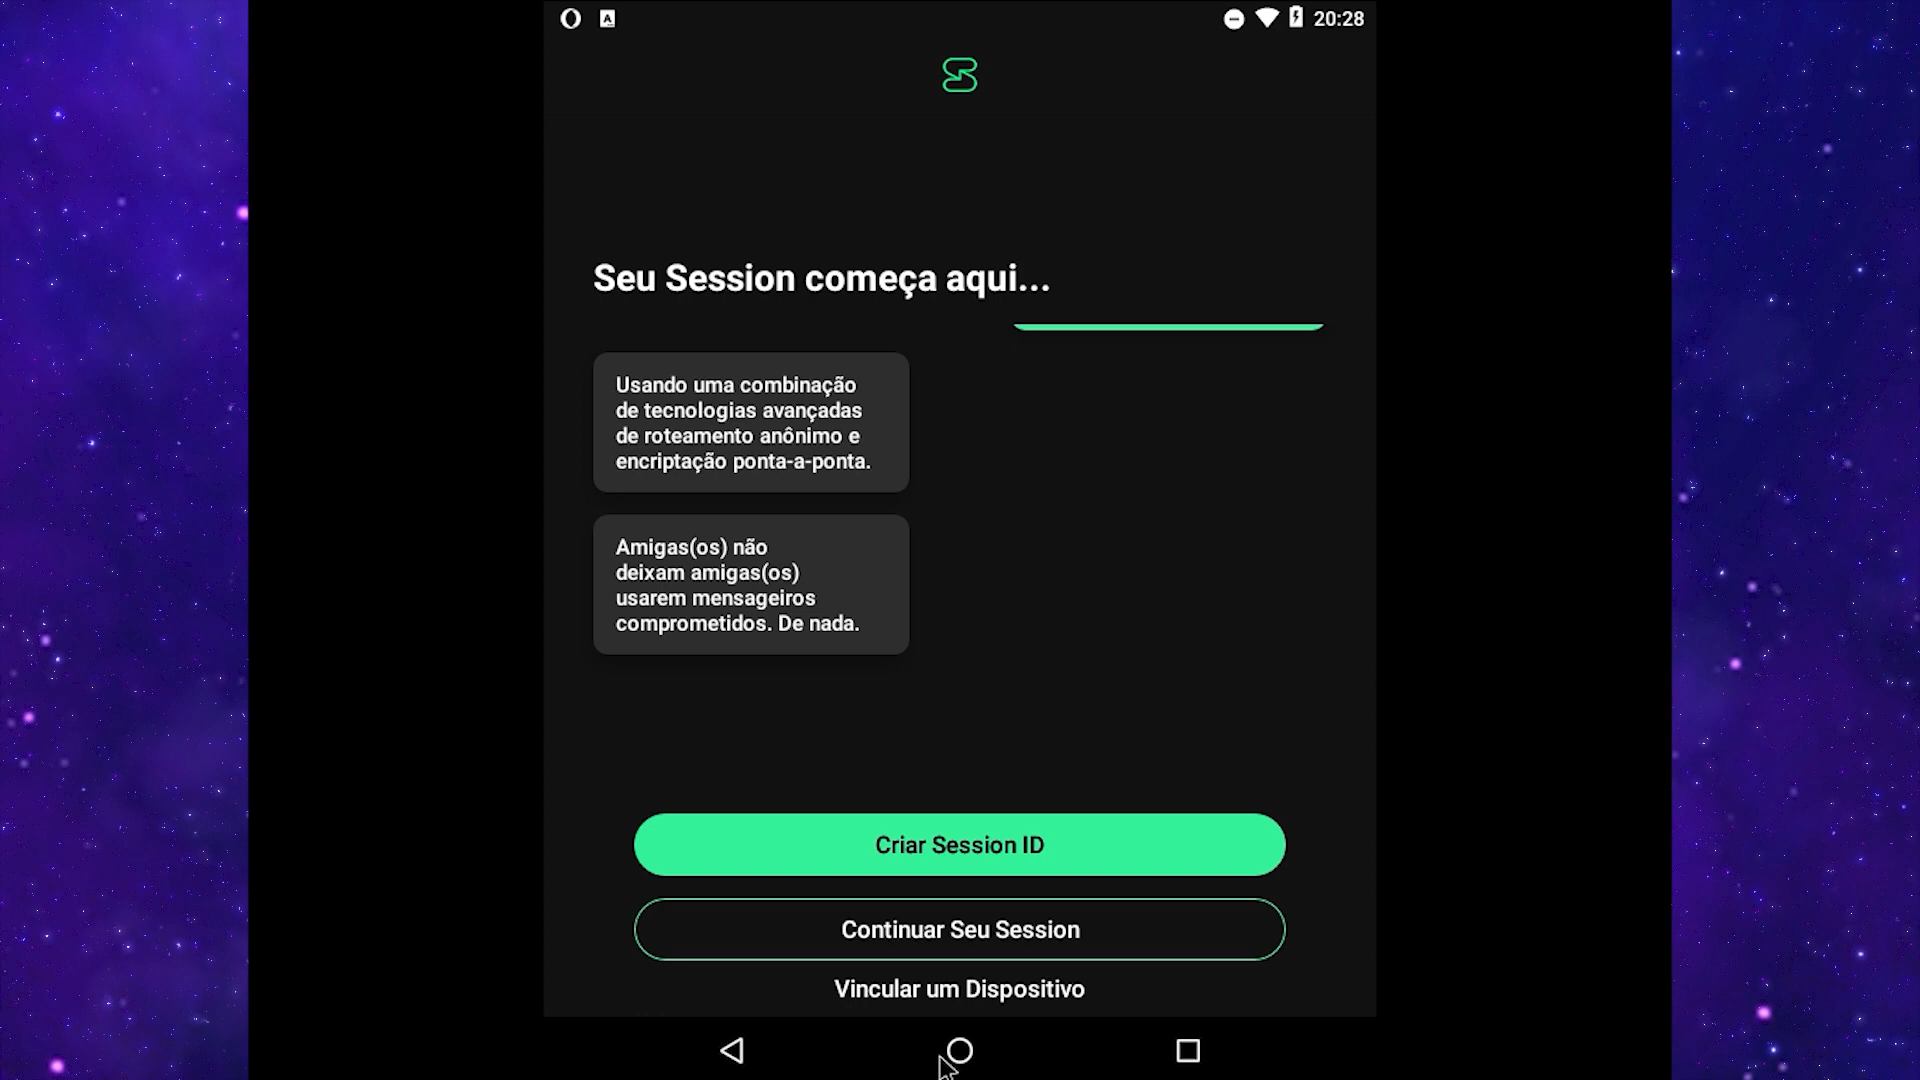 20:28
Seu Session começa aqui...
Usando uma combinação
de tecnologias avançadas
de roteamento anônimo e
encriptação ponta-a-ponta.
Amigas(os) não
deixam amigas(os)
usarem mensageiros
comprometidos. De nada.
Criar Session ID
Continuar Seu Session
Vincular um Dispositivo